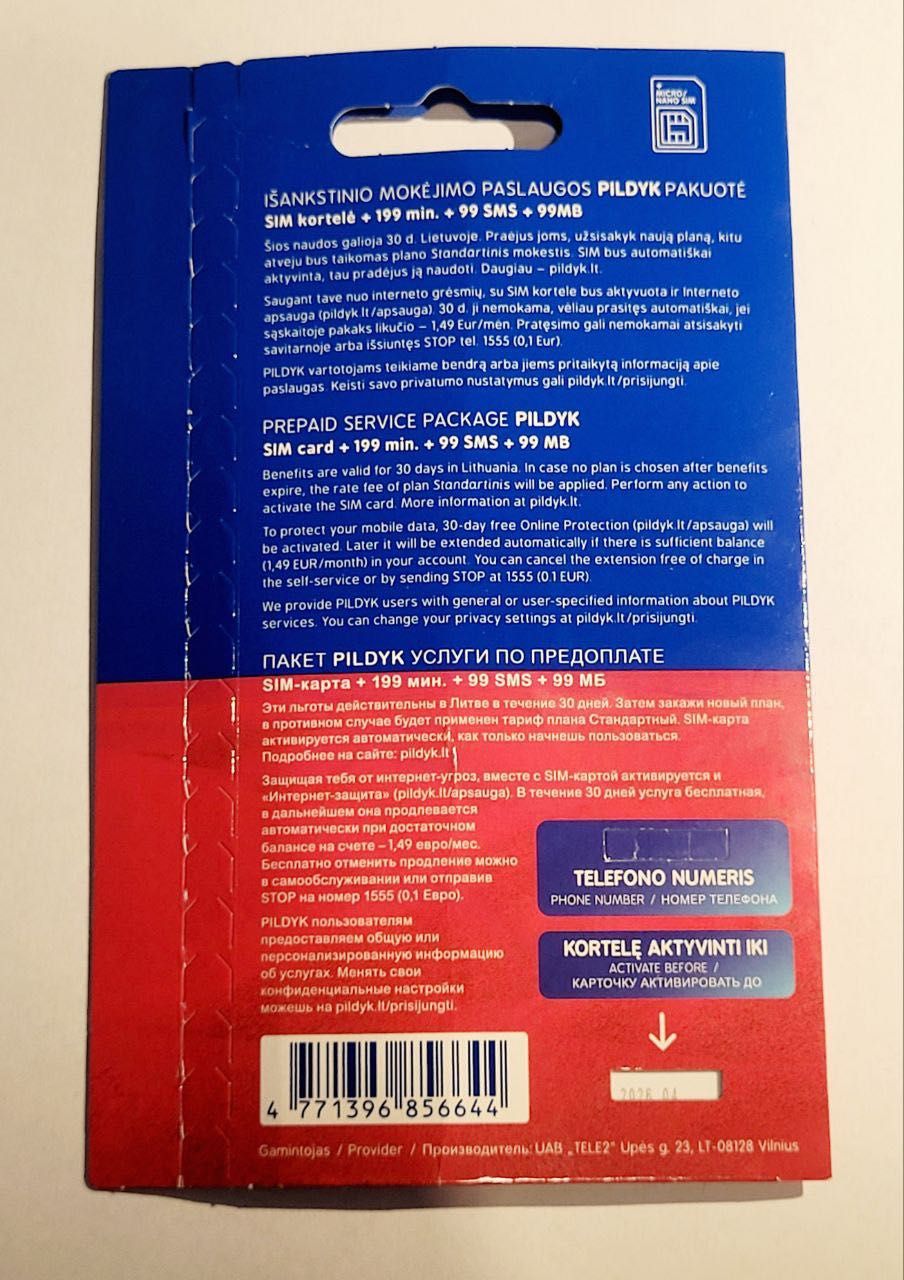 MICRO/
NANO SIM
IŠANKSTINIO MOKĖJIMO PASLAUGOS PILDYK PAKUOTĖ
SIM kortelė + 199 min. + 99 SMS + 99MB
Šios naudos galioja 30 d. Lietuvoje. Praėjus joms, užsisakyk naują planą, kitu
atveju bus taikomas plano Standartinis mokestis. SIM bus automatiškai
aktyvinta, tau pradėjus ją naudoti. Daugiau – pildyk.lt.
Saugant tave nuo interneto grėsmių, su SIM kortele bus aktyvuota ir Interneto
apsauga (pildyk.lt/apsauga). 30 d. ji nemokama, vėliau prasitęs automatiškai, jei
sąskaitoje pakaks likučio – 1,49 Eur/mėn. Pratęsimo gali nemokamai atsisakyti
savitarnoje arba išsiuntęs STOP tel. 1555 (0,1 Eur).
PILDYK vartotojams teikiame bendrą arba jiems pritaikytą informaciją apie
paslaugas. Keisti savo privatumo nustatymus gali pildyk.lt/prisijungti.
PREPAID SERVICE PACKAGE PILDYK
SIM card + 199 min. + 99 SMS + 99 MB
Benefits are valid for 30 days in Lithuania. In case no plan is chosen after benefits
expire, the rate fee of plan Standartinis will be applied. Perform any action to
activate the SIM card. More information at pildyk.lt.
To protect your mobile data, 30-day free Online Protection (pildyk.lt/apsauga) will
be activated. Later it will be extended automatically if there is sufficient balance
(1,49 EUR/month) in your account. You can cancel the extension free of charge in
the self-service or by sending STOP at 1555 (0.1 EUR).
We provide PILDYK users with general or user-specified information about PILDYK
services. You can change your privacy settings at pildyk.lt/prisijungti.
ПАКЕТ PILDYK УСЛУГИ ПО ПРЕДОПЛАТЕ
SIM-карта + 199 мин. + 99 SMS + 99 МБ
Эти льготы действительны в Литве в течение 30 дней. Затем закажи новый план,
в противном случае будет применен тариф плана Стандартный. SIM-карта
активируется автоматически, как только начнешь пользоваться.
Подробнее на сайте: pildyk.lt
Защищая тебя от интернет-угроз, вместе с SIM-картой активируется и
«Интернет-защита» (pildyk.lt/apsauga). В течение 30 дней услуга бесплатная,
в дальнейшем она продлевается
автоматически при достаточном
балансе на счете – 1,49 евро/мес.
Бесплатно отменить продление можно
в самообслуживании или отправив
STOP на номер 1555 (0,1 Евро).
PILDYK пользователям
предоставляем общую или
персонализированную информацию
об услугах. Менять свои
конфиденциальные настройки
можешь на pildyk.lt/prisijungti.
TELEFONO NUMERIS
PHONE NUMBER / НОМЕР ТЕЛЕФОНА
KORTELĘ AKTYVINTI IKI
ACTIVATE BEFORE /
КАРТОЧКУ АКТИВИРОВАТЬ ДО
2026 04
4 771396 856644
Gamintojas / Provider / Производитель: UAB „TELE2" Upės g. 23, LT-08128 Vilnius